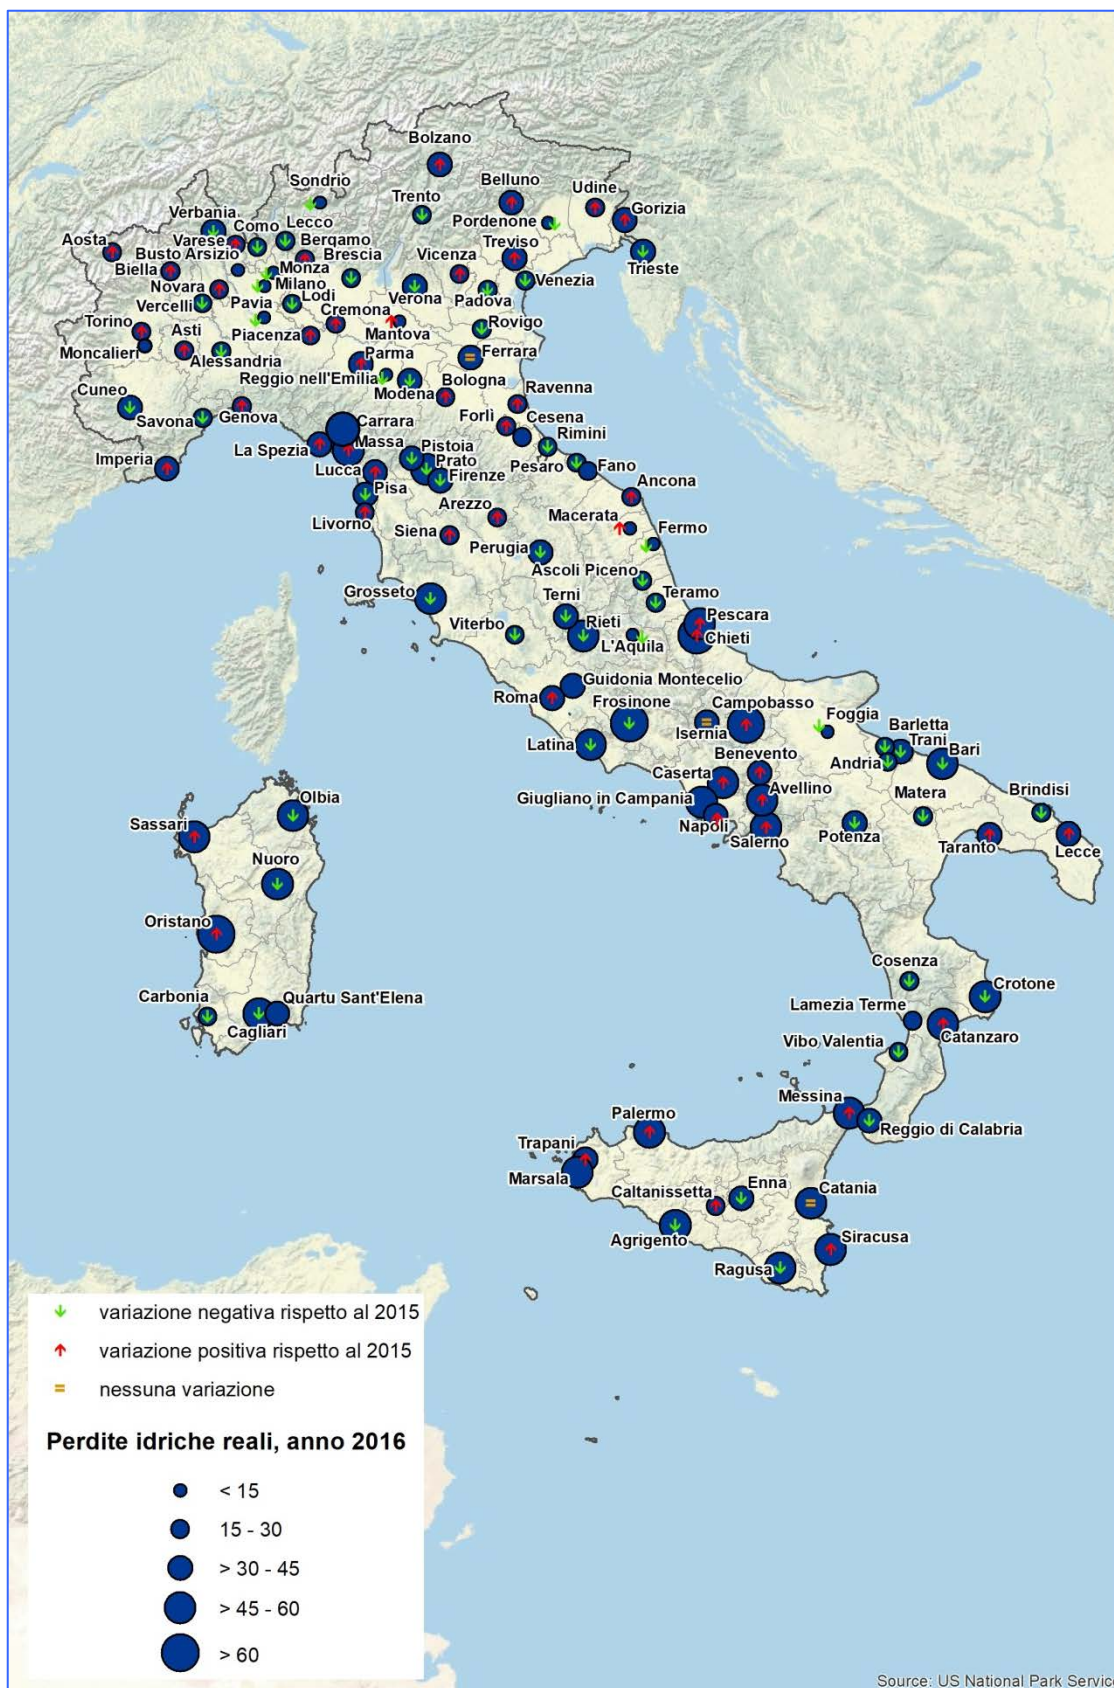 Bolzano
Sondrio
Belluno
Udine
Trento
Verbania
Lecco
Pordenone
Gorizia
Como
Aosta
Varese
Bergamo
Treviso
Busto Arsizio
Brescia
Vicenza
Trieste
Biella
Monza
Venezia
Novara
Milano
Verona
Padova
Vercelli
Pavia
Lodi
Cremona
Torino
Asti
Piacenza
Mantova
Rovigo
Moncalieri
Alessandria
Parma
Ferrara
Reggio nell'Emilia
Cuneo
Modena
Bologna
Ravenna
Savona
Genova
Carrara
Forlì
Cesena
La Spezia
Massa
Pistoia
Rimini
Imperia
Lucca
Prato
Pesaro
Fano
Firenze
Pisa
Ancona
Arezzo
Livorno
Macerata
Siena
Fermo
Perugia
Ascoli Piceno
Grosseto
Terni
Teramo
Pescara
Viterbo
Rieti
L'Aquila
Chieti
Guidonia Montecelio
Roma
Frosinone
Campobasso
Foggia
Barletta
Isernia
Trani
Latina
Benevento
Bari
Andria
Caserta
Avellino
Matera
Brindisi
Giugliano in Campania
Olbia
Napoli
Potenza
Sassari
Salerno
Taranto
Lecce
Nuoro
Oristano
Cosenza
Crotone
Carbonia
Quartu Sant'Elena
Lamezia Terme
Cagliari
Catanzaro
Vibo Valentia
Messina
Palermo
Reggio di Calabria
Trapani
Marsala
Enna
Caltanissetta
Catania
Agrigento
Siracusa
Ragusa
variazione negativa rispetto al 2015
variazione positiva rispetto al 2015
= nessuna variazione
Perdite idriche reali, anno 2016
< 15
15 - 30
> 30 - 45
> 45 - 60
> 60
Source: US National Park Service